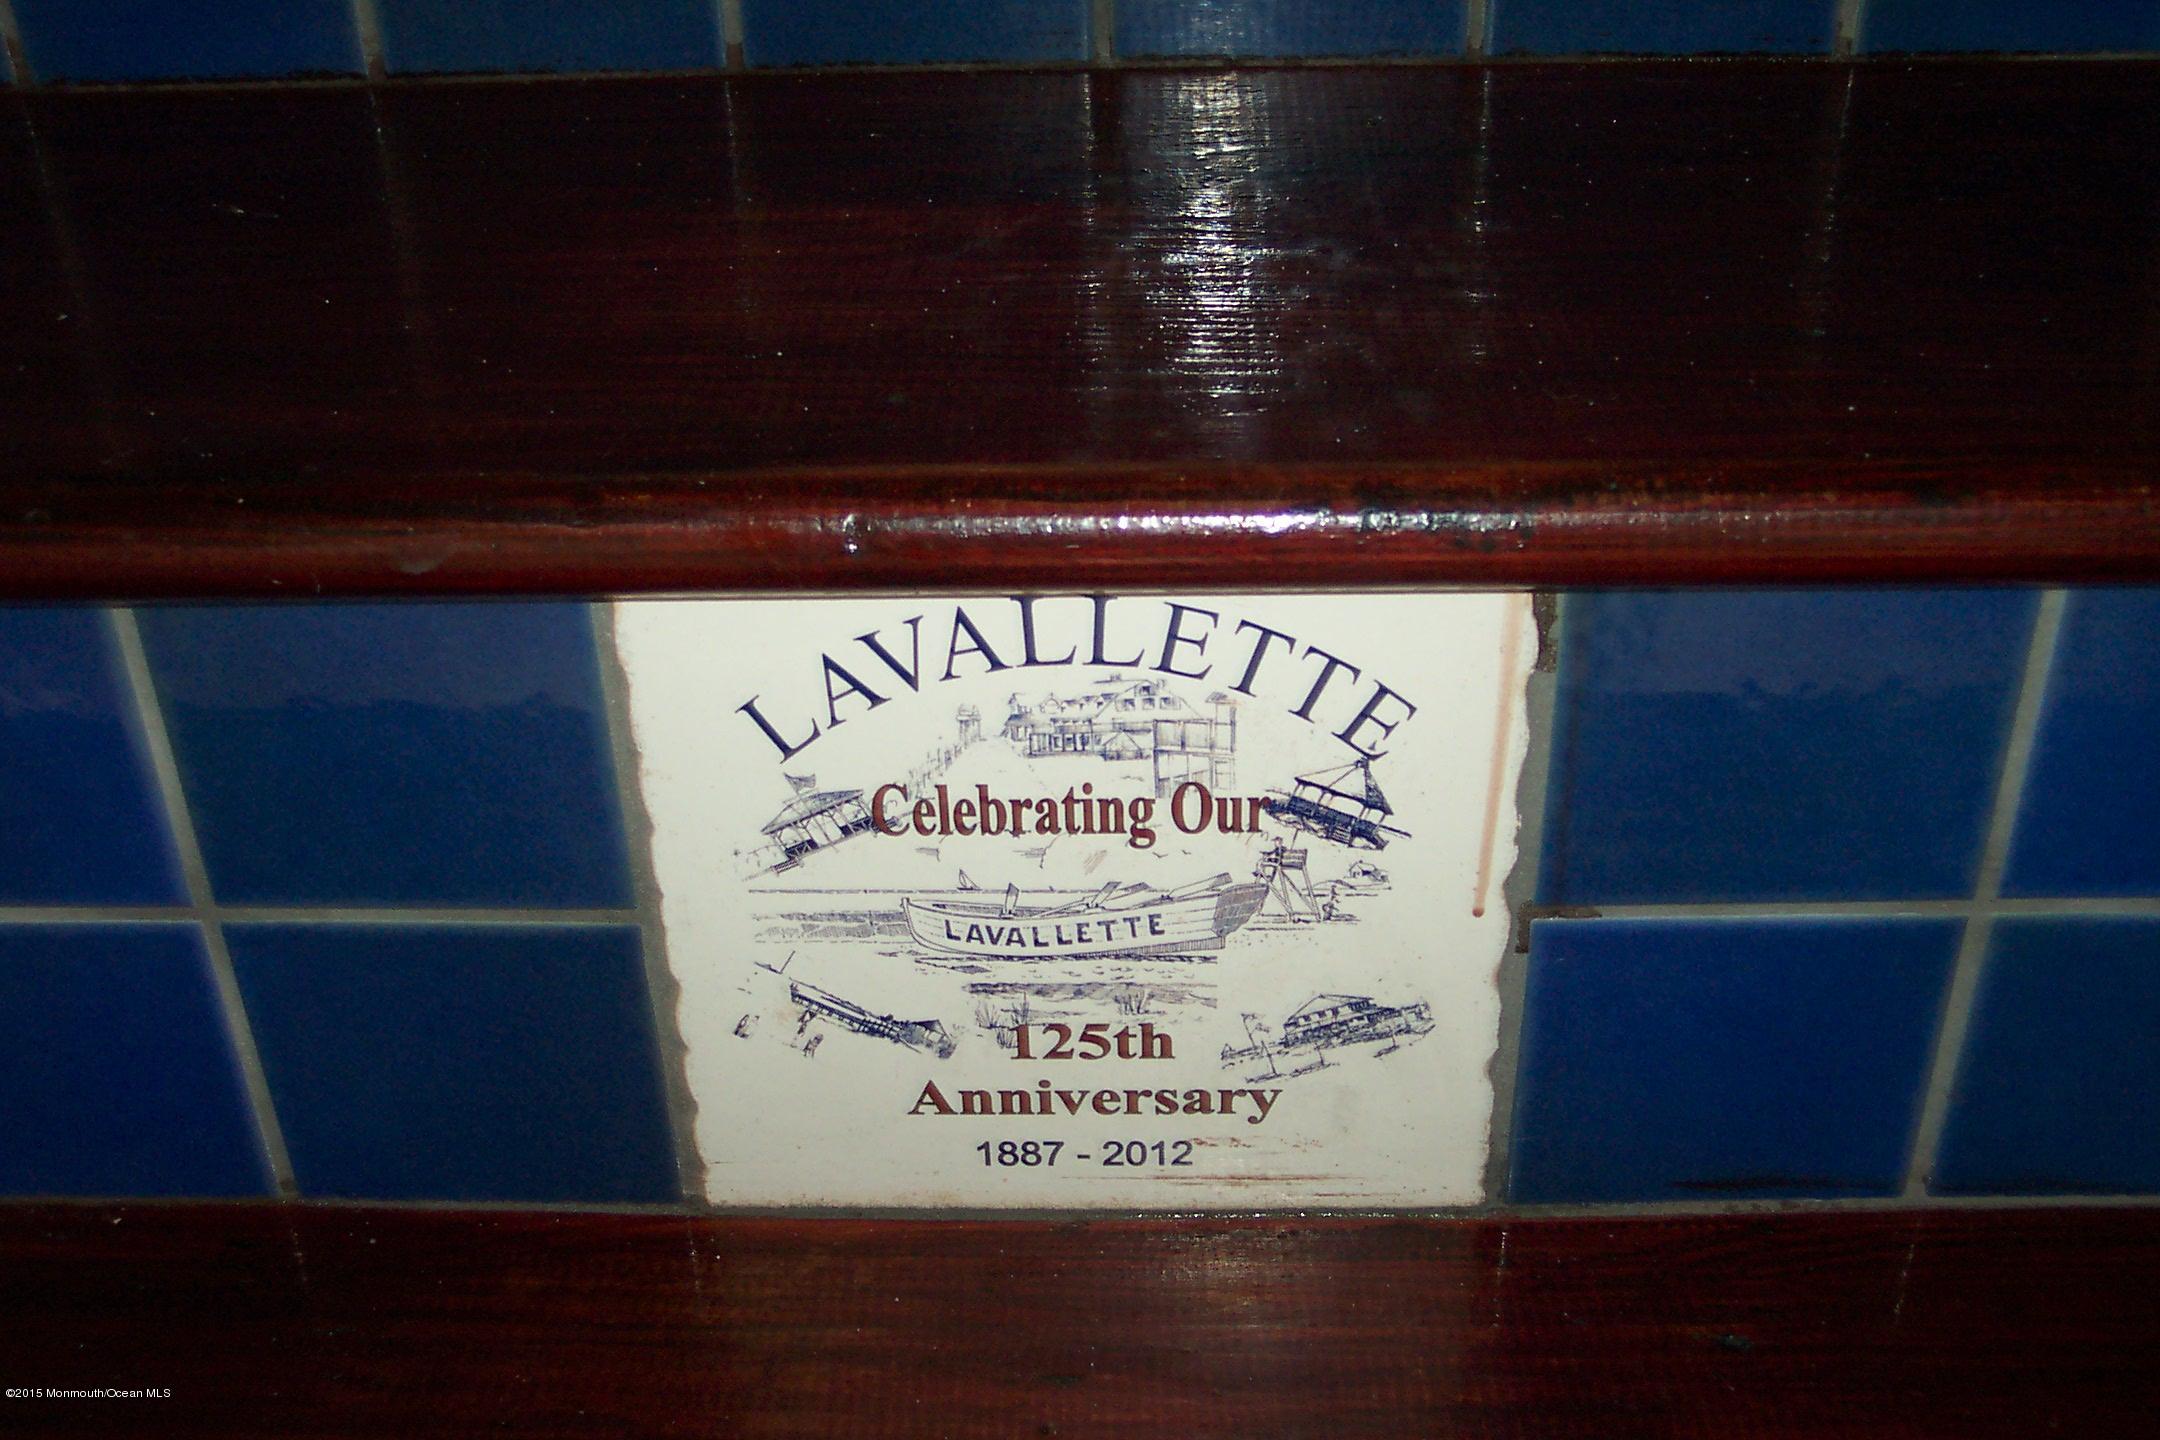 LAVALLETTE
Celebrating Our
LAVALLETTE
125th
Anniversary
1887 - 2012
©2015 Monmouth/Ocean MLS